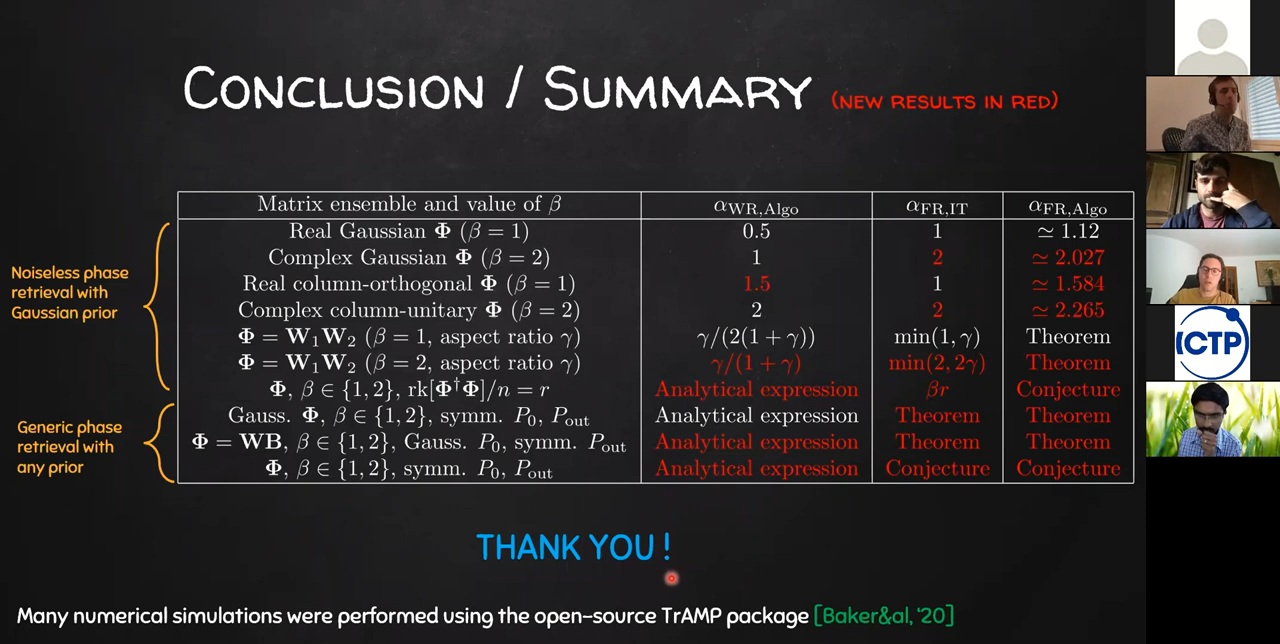 CONCLUSION / SUMMARY (NEW RESULTS IN RED)
Matrix ensemble and value of β α_WR,Algo α_FR,IT α_FR,Algo
Real Gaussian Φ (β = 1) 0.5 1 ≃ 1.12
Complex Gaussian Φ (β = 2) 1 2 ≃ 2.027
Real column-orthogonal Φ (β = 1) 1.5 1 ≃ 1.584
Complex column-unitary Φ (β = 2) 2 2 ≃ 2.265
Φ = W₁W₂ (β = 1, aspect ratio γ) γ/(2(1 + γ)) min(1, γ) Theorem
Φ = W₁W₂ (β = 2, aspect ratio γ) γ/(1 + γ) min(2, 2γ) Theorem
Φ, β ∈ {1, 2}, rk[Φ†Φ]/n = r Analytical expression βr Conjecture
Gauss. Φ, β ∈ {1, 2}, symm. P₀, P_out Analytical expression Theorem Theorem
Φ = WB, β ∈ {1, 2}, Gauss. P₀, symm. P_out Analytical expression Theorem Theorem
Φ, β ∈ {1, 2}, symm. P₀, P_out Analytical expression Conjecture Conjecture
Noiseless phase
retrieval with
Gaussian prior
Generic phase
retrieval with
any prior
THANK YOU !
Many numerical simulations were performed using the open-source TrAMP package [Baker&al, '20]
ICTP